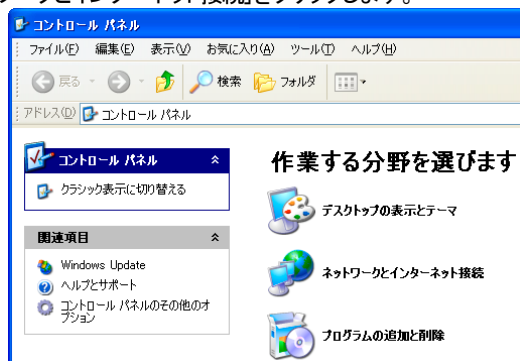 インターネット接続]をクリックします。
コントロール パネル
ファイル(F) 編集(E) 表示(V) お気に入り(A) ツール(T) ヘルプ(H)
戻る 検索 フォルダ
アドレス(D) コントロール パネル
コントロール パネル
クラシック表示に切り替える
関連項目
Windows Update
ヘルプとサポート
コントロール パネルのその他のオ
プション
作業する分野を選びます
デスクトップの表示とテーマ
ネットワークとインターネット接続
プログラムの追加と削除